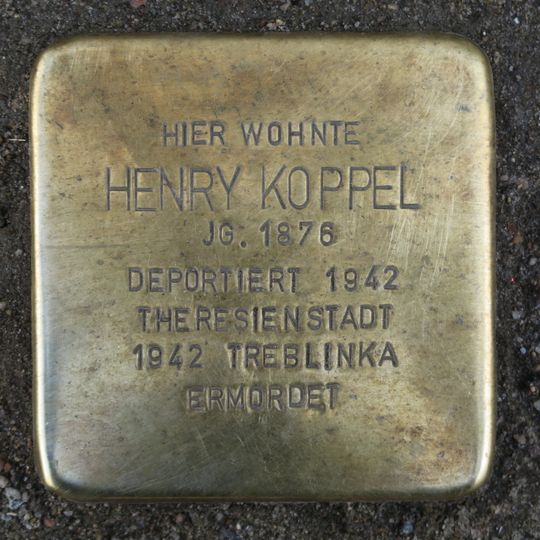 HIER WOHNTE
HENRY KOPPEL
JG. 1876
DEPORTIERT 1942
THERESIENSTADT
1942 TREBLINKA
ERMORDET